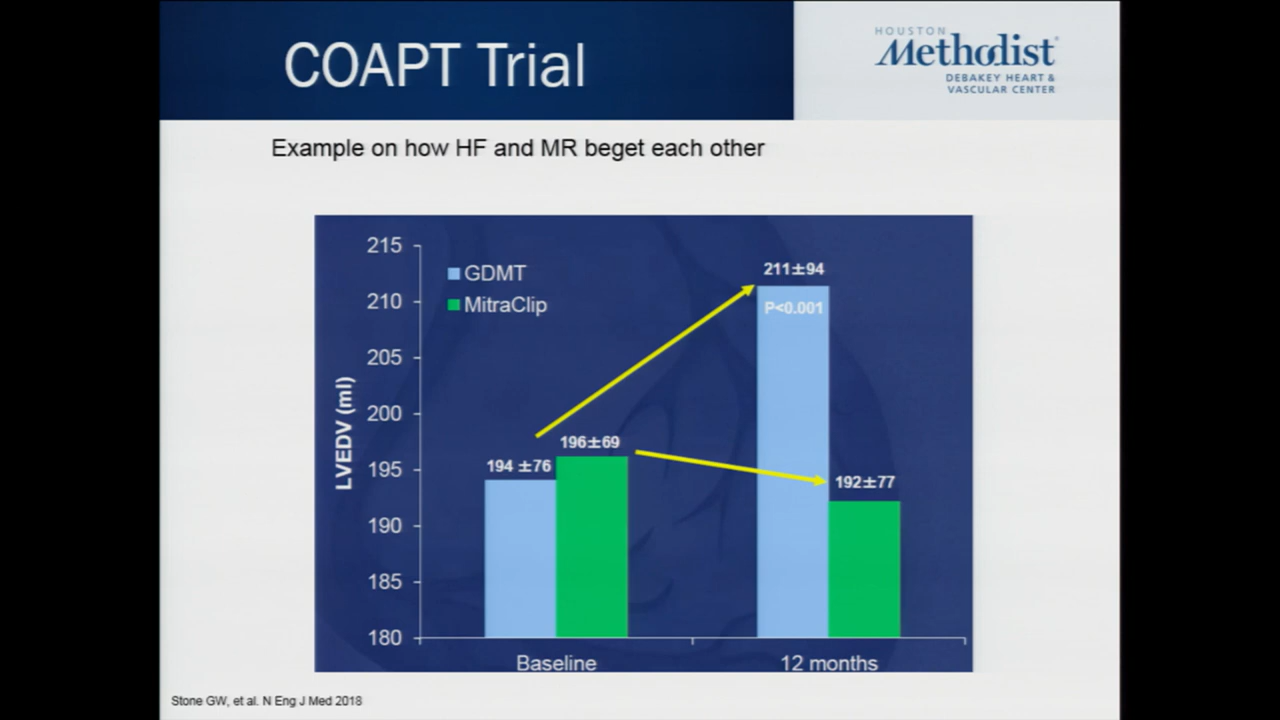 COAPT Trial
HOUSTON
Methodist
DEBAKEY HEART &
VASCULAR CENTER
Example on how HF and MR beget each other
215
210
205
200
195
190
185
180
LVEDV (ml)
GDMT
MitraClip
194 ±76
196±69
211±94
P<0.001
192±77
Baseline
12 months
Stone GW, et al. N Eng J Med 2018